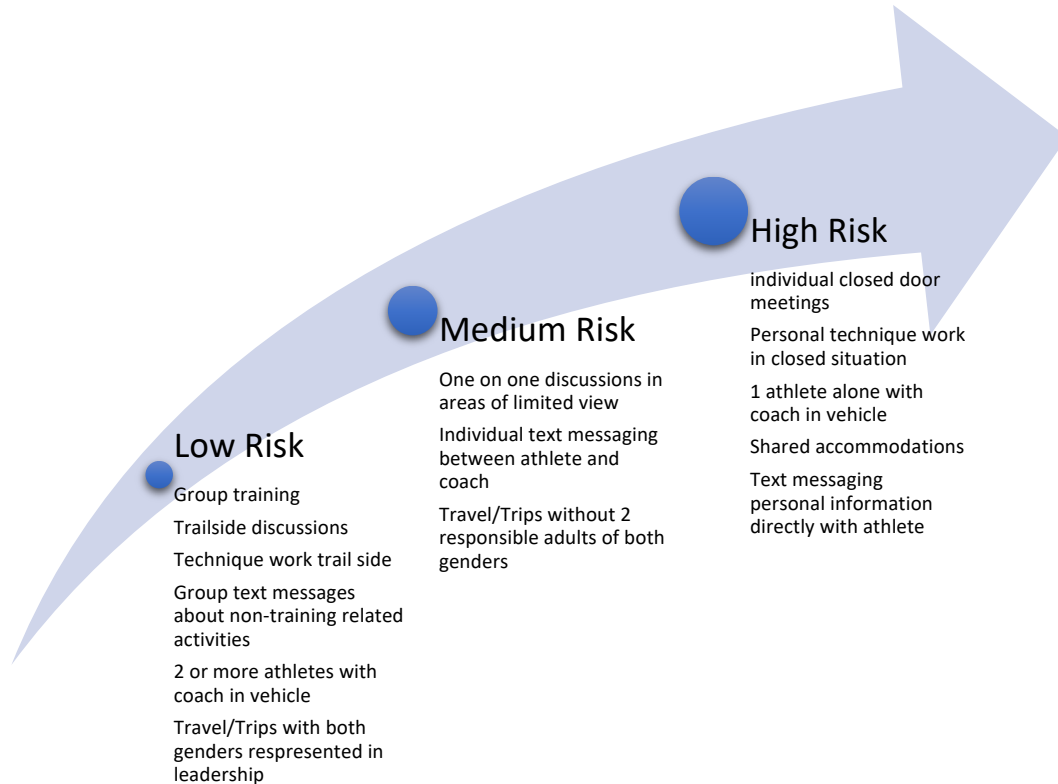 Low Risk
Group training
Trailside discussions
Technique work trail side
Group text messages
about non-training related
activities
2 or more athletes with
coach in vehicle
Travel/Trips with both
genders respresented in
leadership
Medium Risk
One on one discussions in
areas of limited view
Individual text messaging
between athlete and
coach
Travel/Trips without 2
responsible adults of both
genders
High Risk
individual closed door
meetings
Personal technique work
in closed situation
1 athlete alone with
coach in vehicle
Shared accommodations
Text messaging
personal information
directly with athlete